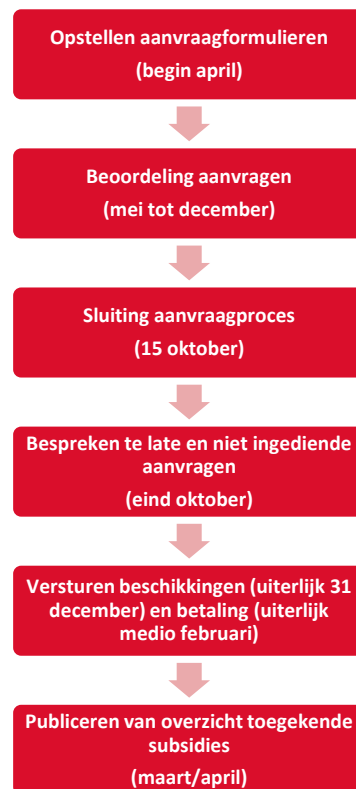 Opstellen aanvraagformulieren
(begin april)
Beoordeling aanvragen
(mei tot december)
Sluiting aanvraagproces
(15 oktober)
Bespreken te late en niet ingediende
aanvragen
(eind oktober)
Versturen beschikkingen (uiterlijk 31
december) en betaling (uiterlijk
medio februari)
Publiceren van overzicht toegekende
subsidies
(maart/april)